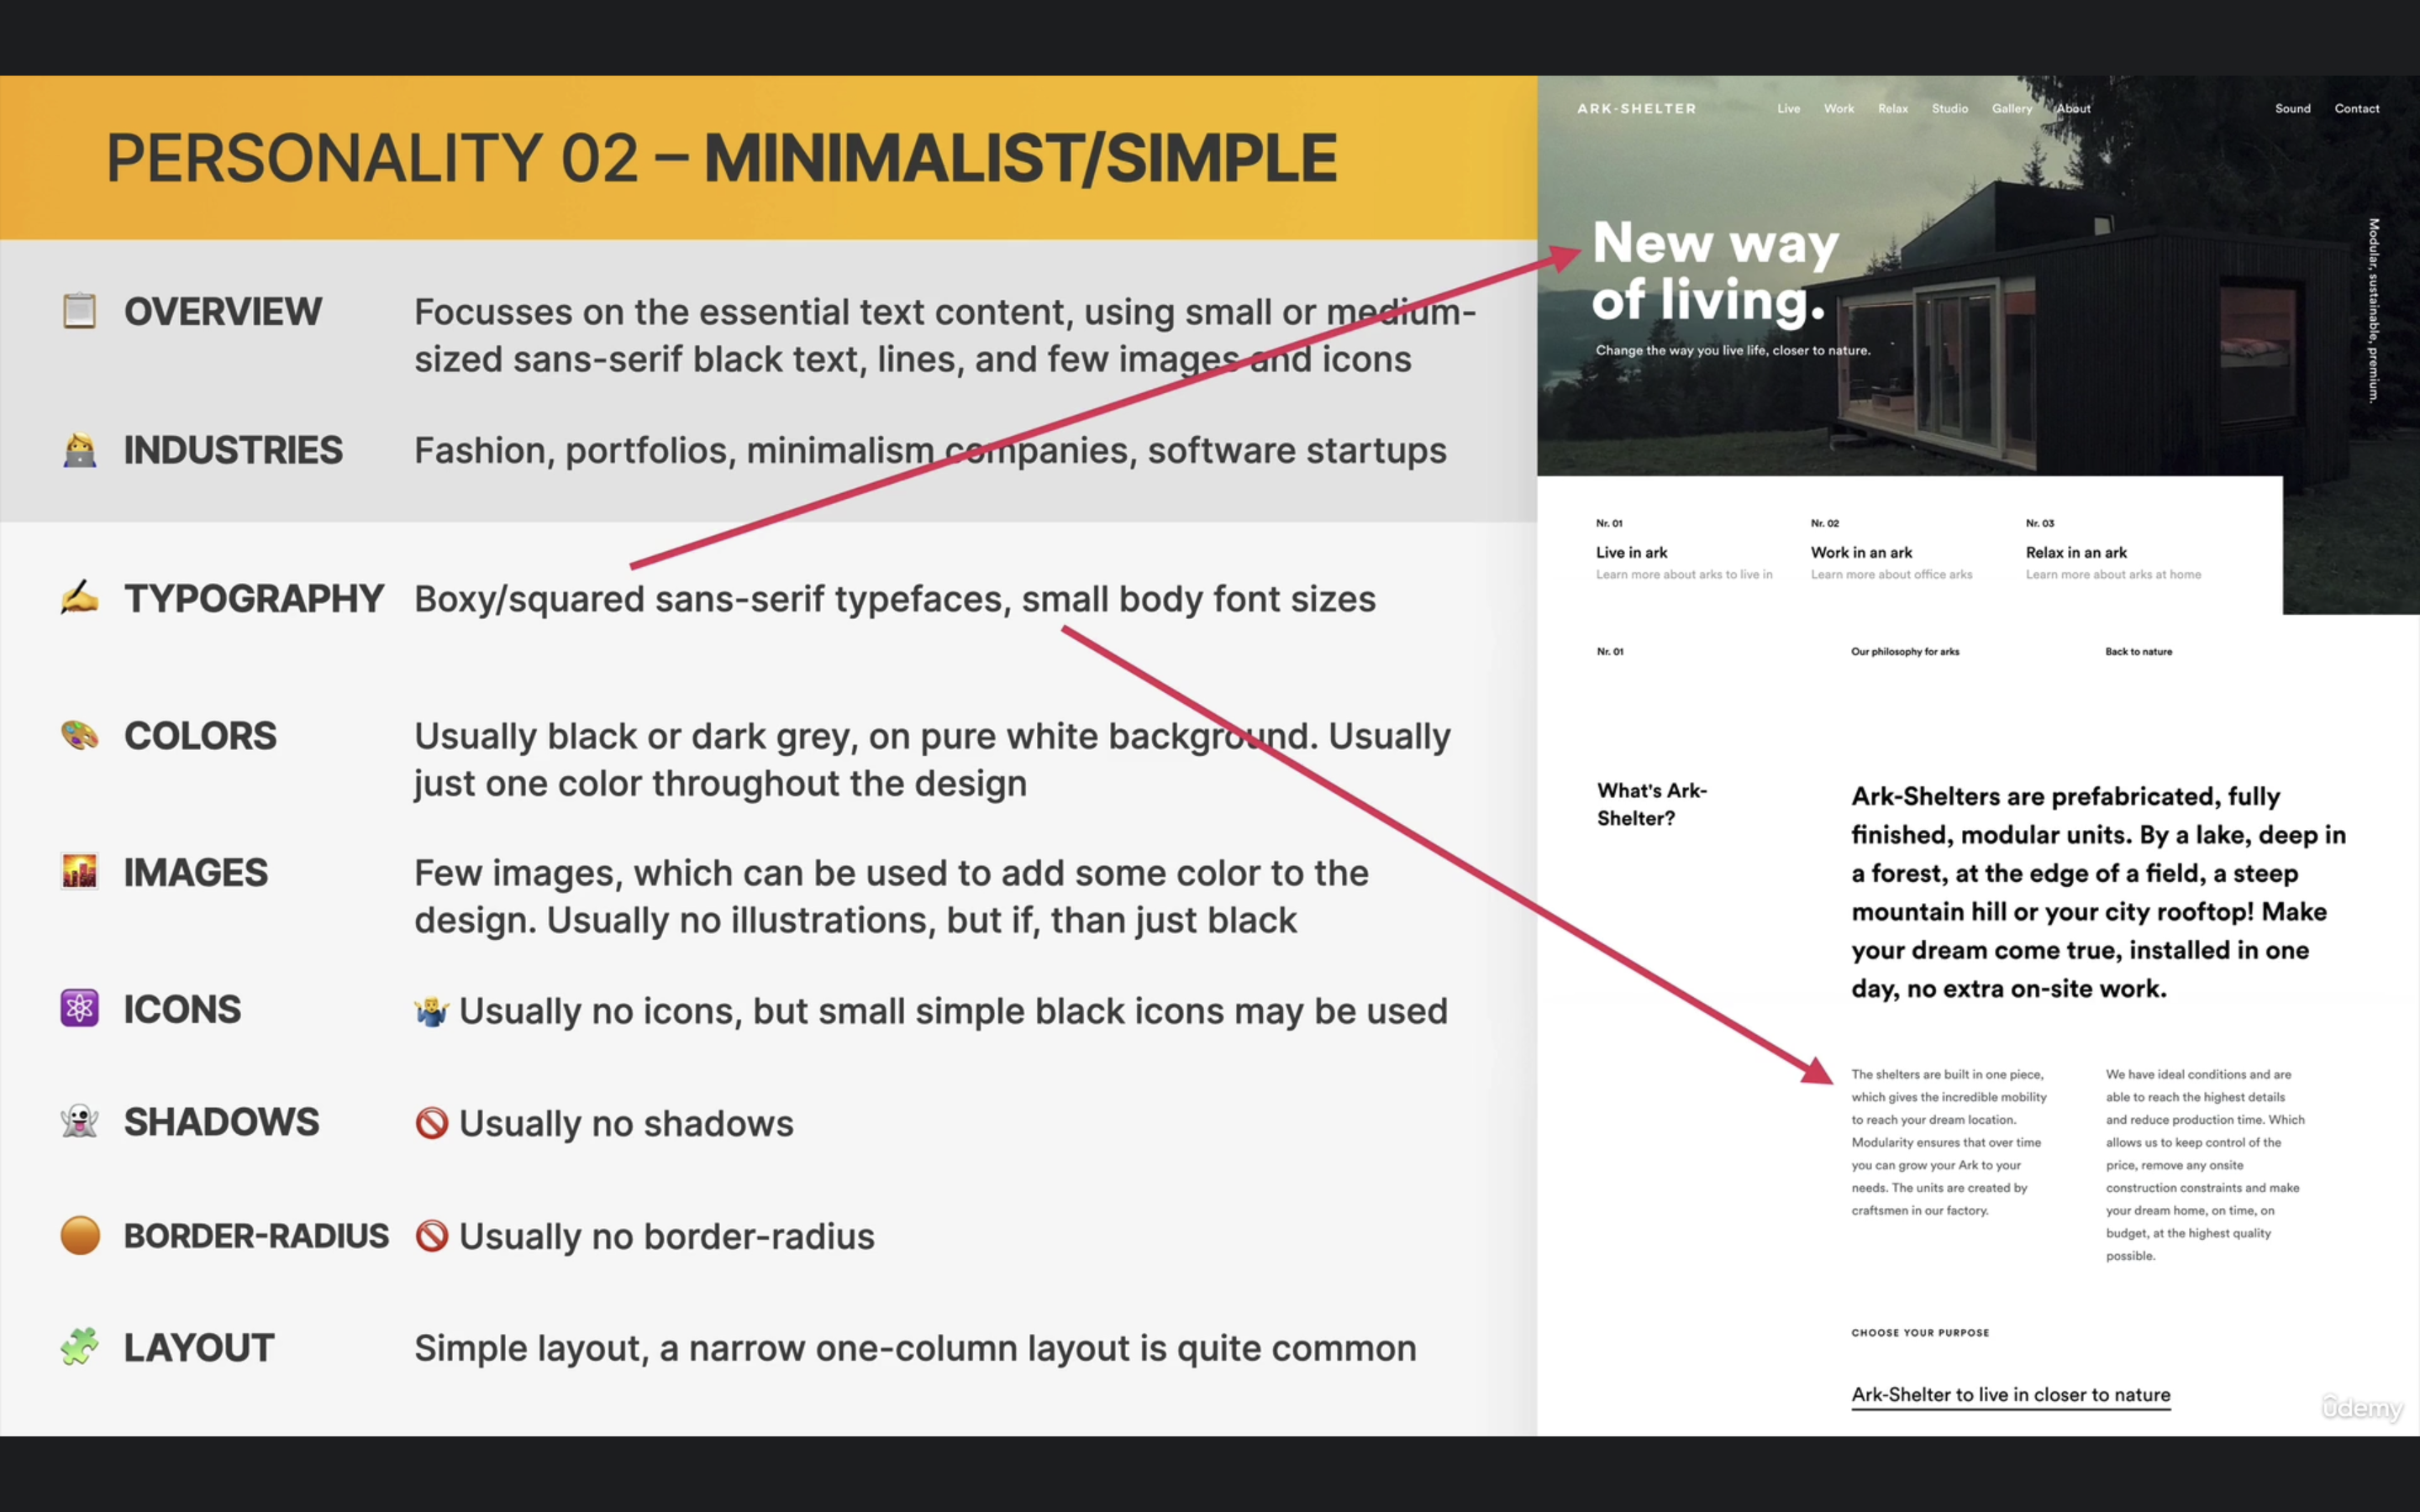 PERSONALITY 02 – MINIMALIST/SIMPLE
OVERVIEW
Focusses on the essential text content, using small or medium-
sized sans-serif black text, lines, and few images and icons
INDUSTRIES
Fashion, portfolios, minimalism companies, software startups
TYPOGRAPHY
Boxy/squared sans-serif typefaces, small body font sizes
COLORS
Usually black or dark grey, on pure white background. Usually
just one color throughout the design
IMAGES
Few images, which can be used to add some color to the
design. Usually no illustrations, but if, than just black
ICONS
Usually no icons, but small simple black icons may be used
SHADOWS
Usually no shadows
BORDER-RADIUS
Usually no border-radius
LAYOUT
Simple layout, a narrow one-column layout is quite common
ARK-SHELTER
Live Work Relax Studio Gallery About
Sound Contact
New way
of living.
Change the way you live life, closer to nature.
Modular, sustainable, premium.
Nr. 01
Live in ark
Learn more about arks to live in
Nr. 02
Work in an ark
Learn more about office arks
Nr. 03
Relax in an ark
Learn more about arks at home
Nr. 01
Our philosophy for arks
Back to nature
What's Ark-
Shelter?
Ark-Shelters are prefabricated, fully
finished, modular units. By a lake, deep in
a forest, at the edge of a field, a steep
mountain hill or your city rooftop! Make
your dream come true, installed in one
day, no extra on-site work.
The shelters are built in one piece,
which gives the incredible mobility
to reach your dream location.
Modularity ensures that over time
you can grow your Ark to your
needs. The units are created by
craftsmen in our factory.
We have ideal conditions and are
able to reach the highest details
and reduce production time. Which
allows us to keep control of the
price, remove any onsite
construction constraints and make
your dream home, on time, on
budget, at the highest quality
possible.
CHOOSE YOUR PURPOSE
Ark-Shelter to live in closer to nature
ûdemy